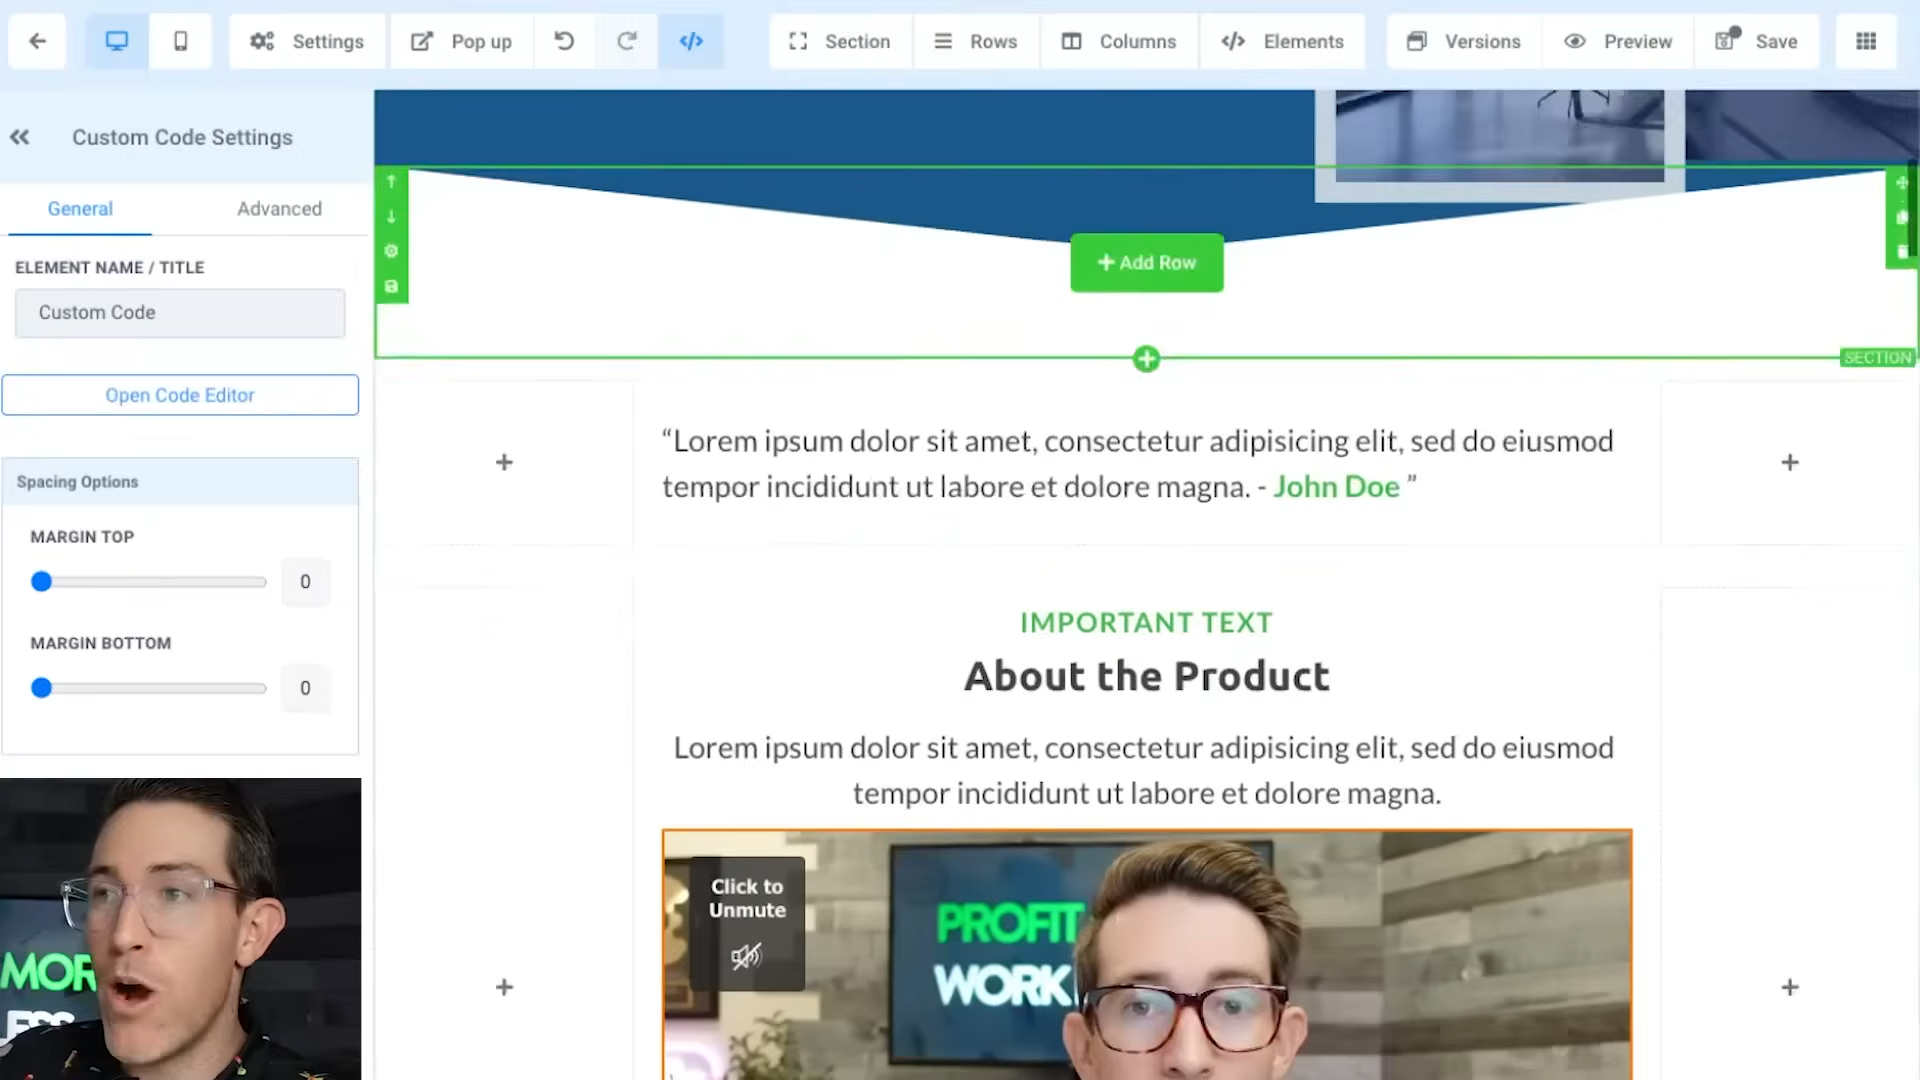 Settings
Pop up
Section
Rows
Columns
Elements
Versions
Preview
Save
Custom Code Settings
General
Advanced
ELEMENT NAME / TITLE
Custom Code
Open Code Editor
Spacing Options
MARGIN TOP
0
MARGIN BOTTOM
0
Add Row
SECTION
“Lorem ipsum dolor sit amet, consectetur adipisicing elit, sed do eiusmod
tempor incididunt ut labore et dolore magna. - John Doe ”
IMPORTANT TEXT
About the Product
Lorem ipsum dolor sit amet, consectetur adipisicing elit, sed do eiusmod
tempor incididunt ut labore et dolore magna.
Click to
Unmute
PROFIT
WORK